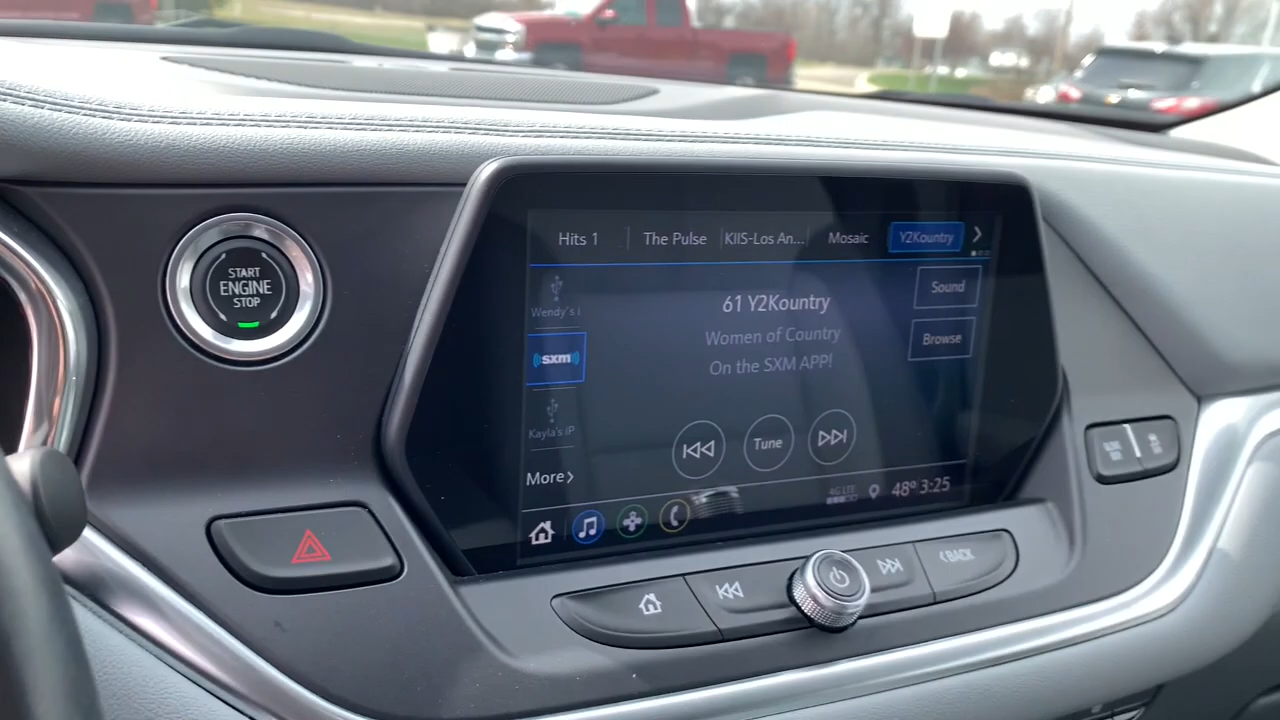 START
ENGINE
STOP
Hits 1
The Pulse
KIIS-Los An...
Mosaic
Y2Kountry
Wendy's i
sxm
Kayla's iP
More
61 Y2Kountry
Women of Country
On the SXM APP!
Sound
Browse
Tune
4G LTE
48° 3:25
BACK